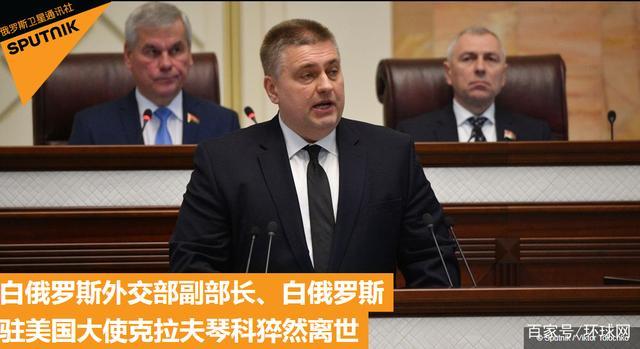 俄罗斯卫星通讯社
SPUTNIK
白俄罗斯外交部副部长、白俄罗斯
驻美国大使克拉夫琴科猝然离世
百家号/环球网
© Sputnik / Viktor Tolochko